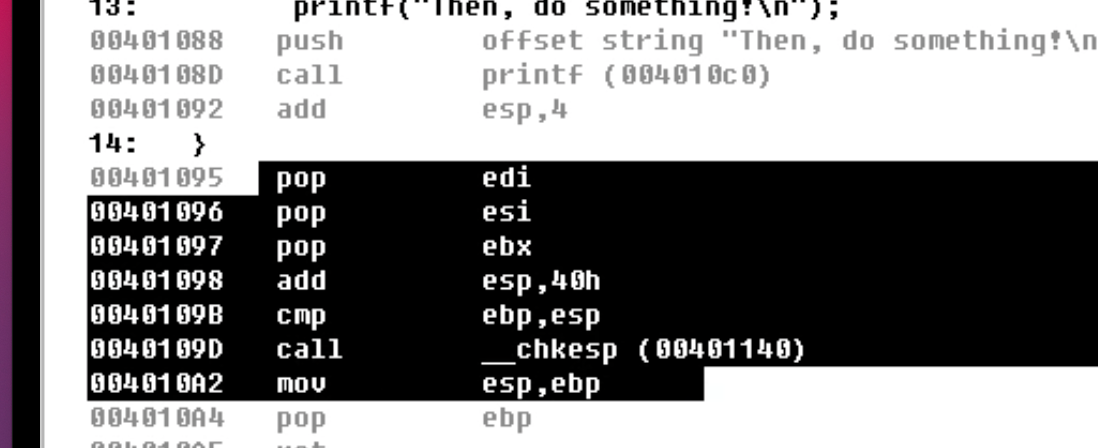 13: printf("Then, do something!\n");
00401088 push offset string "Then, do something!\n
0040108D call printf (004010c0)
00401092 add esp,4
14: }
00401095 pop edi
00401096 pop esi
00401097 pop ebx
00401098 add esp,40h
0040109B cmp ebp,esp
0040109D call __chkesp (00401140)
004010A2 mov esp,ebp
004010A4 pop ebp